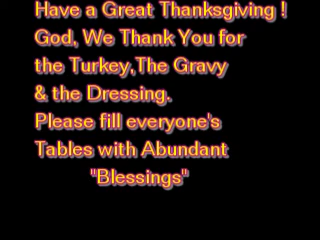 Have a Great Thanksgiving !
God, We Thank You for
the Turkey,The Gravy
& the Dressing.
Please fill everyone's
Tables with Abundant
"Blessings"